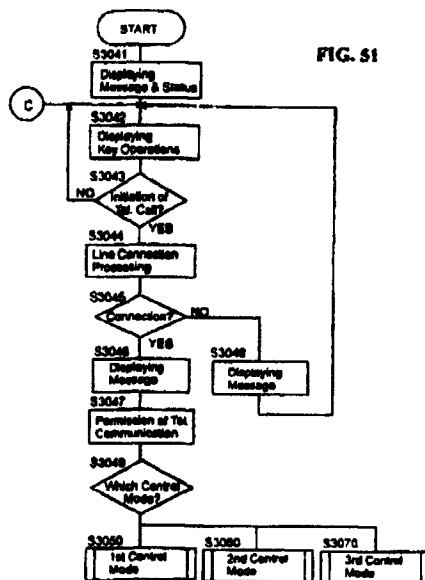 START
FIG. 51
S3041
Displaying
Message & Status
C
S3042
Displaying
Key Operations
S3043
NO
Initiation of
Tel. Call?
YES
S3044
Line Connection
Processing
S3045
Connection?
NO
YES
S3046
Displaying
Message
S3048
Displaying
Message
S3047
Permission of Tel.
Communication
S3049
Which Control
Mode?
S3050
1st Control
Mode
S3060
2nd Control
Mode
S3070
3rd Control
Mode